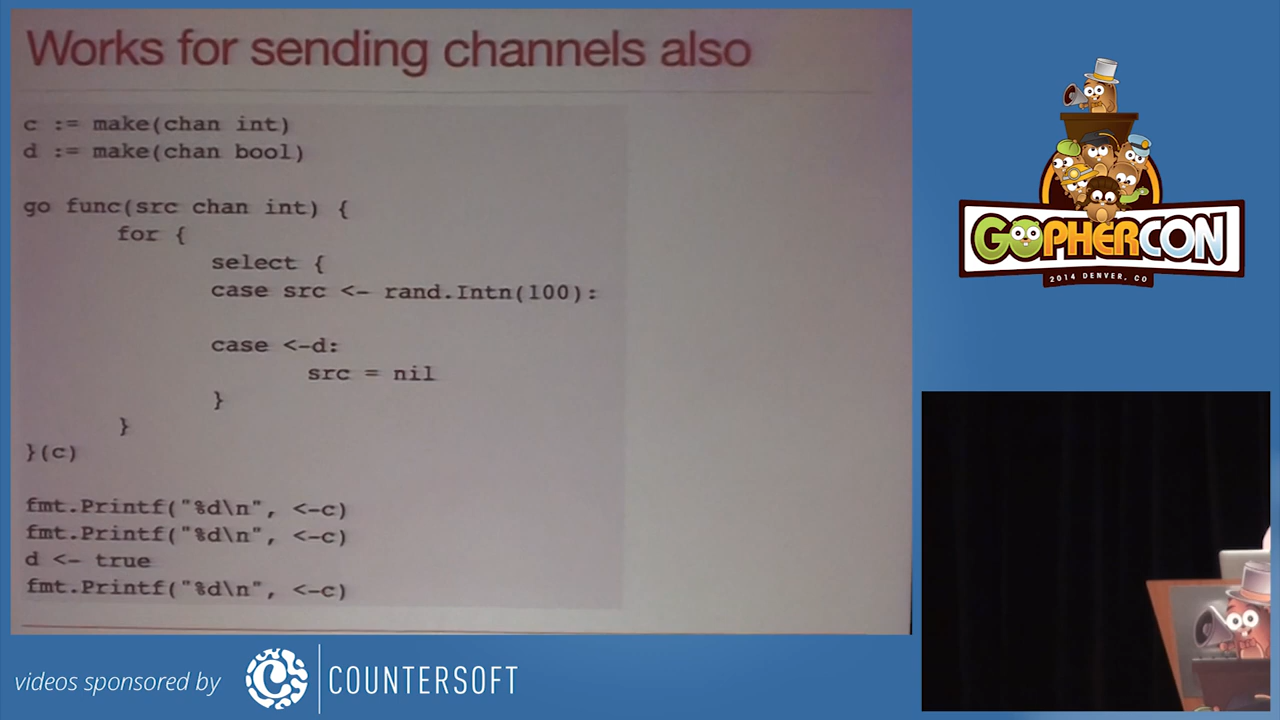 Works for sending channels also
c := make(chan int)
d := make(chan bool)
go func(src chan int) {
for {
select {
case src <- rand.Intn(100):
case <-d:
src = nil
}
}
}(c)
fmt.Printf("%d\n", <-c)
fmt.Printf("%d\n", <-c)
d <- true
fmt.Printf("%d\n", <-c)
GOPHERCON
2014 DENVER, CO
videos sponsored by
COUNTERSOFT